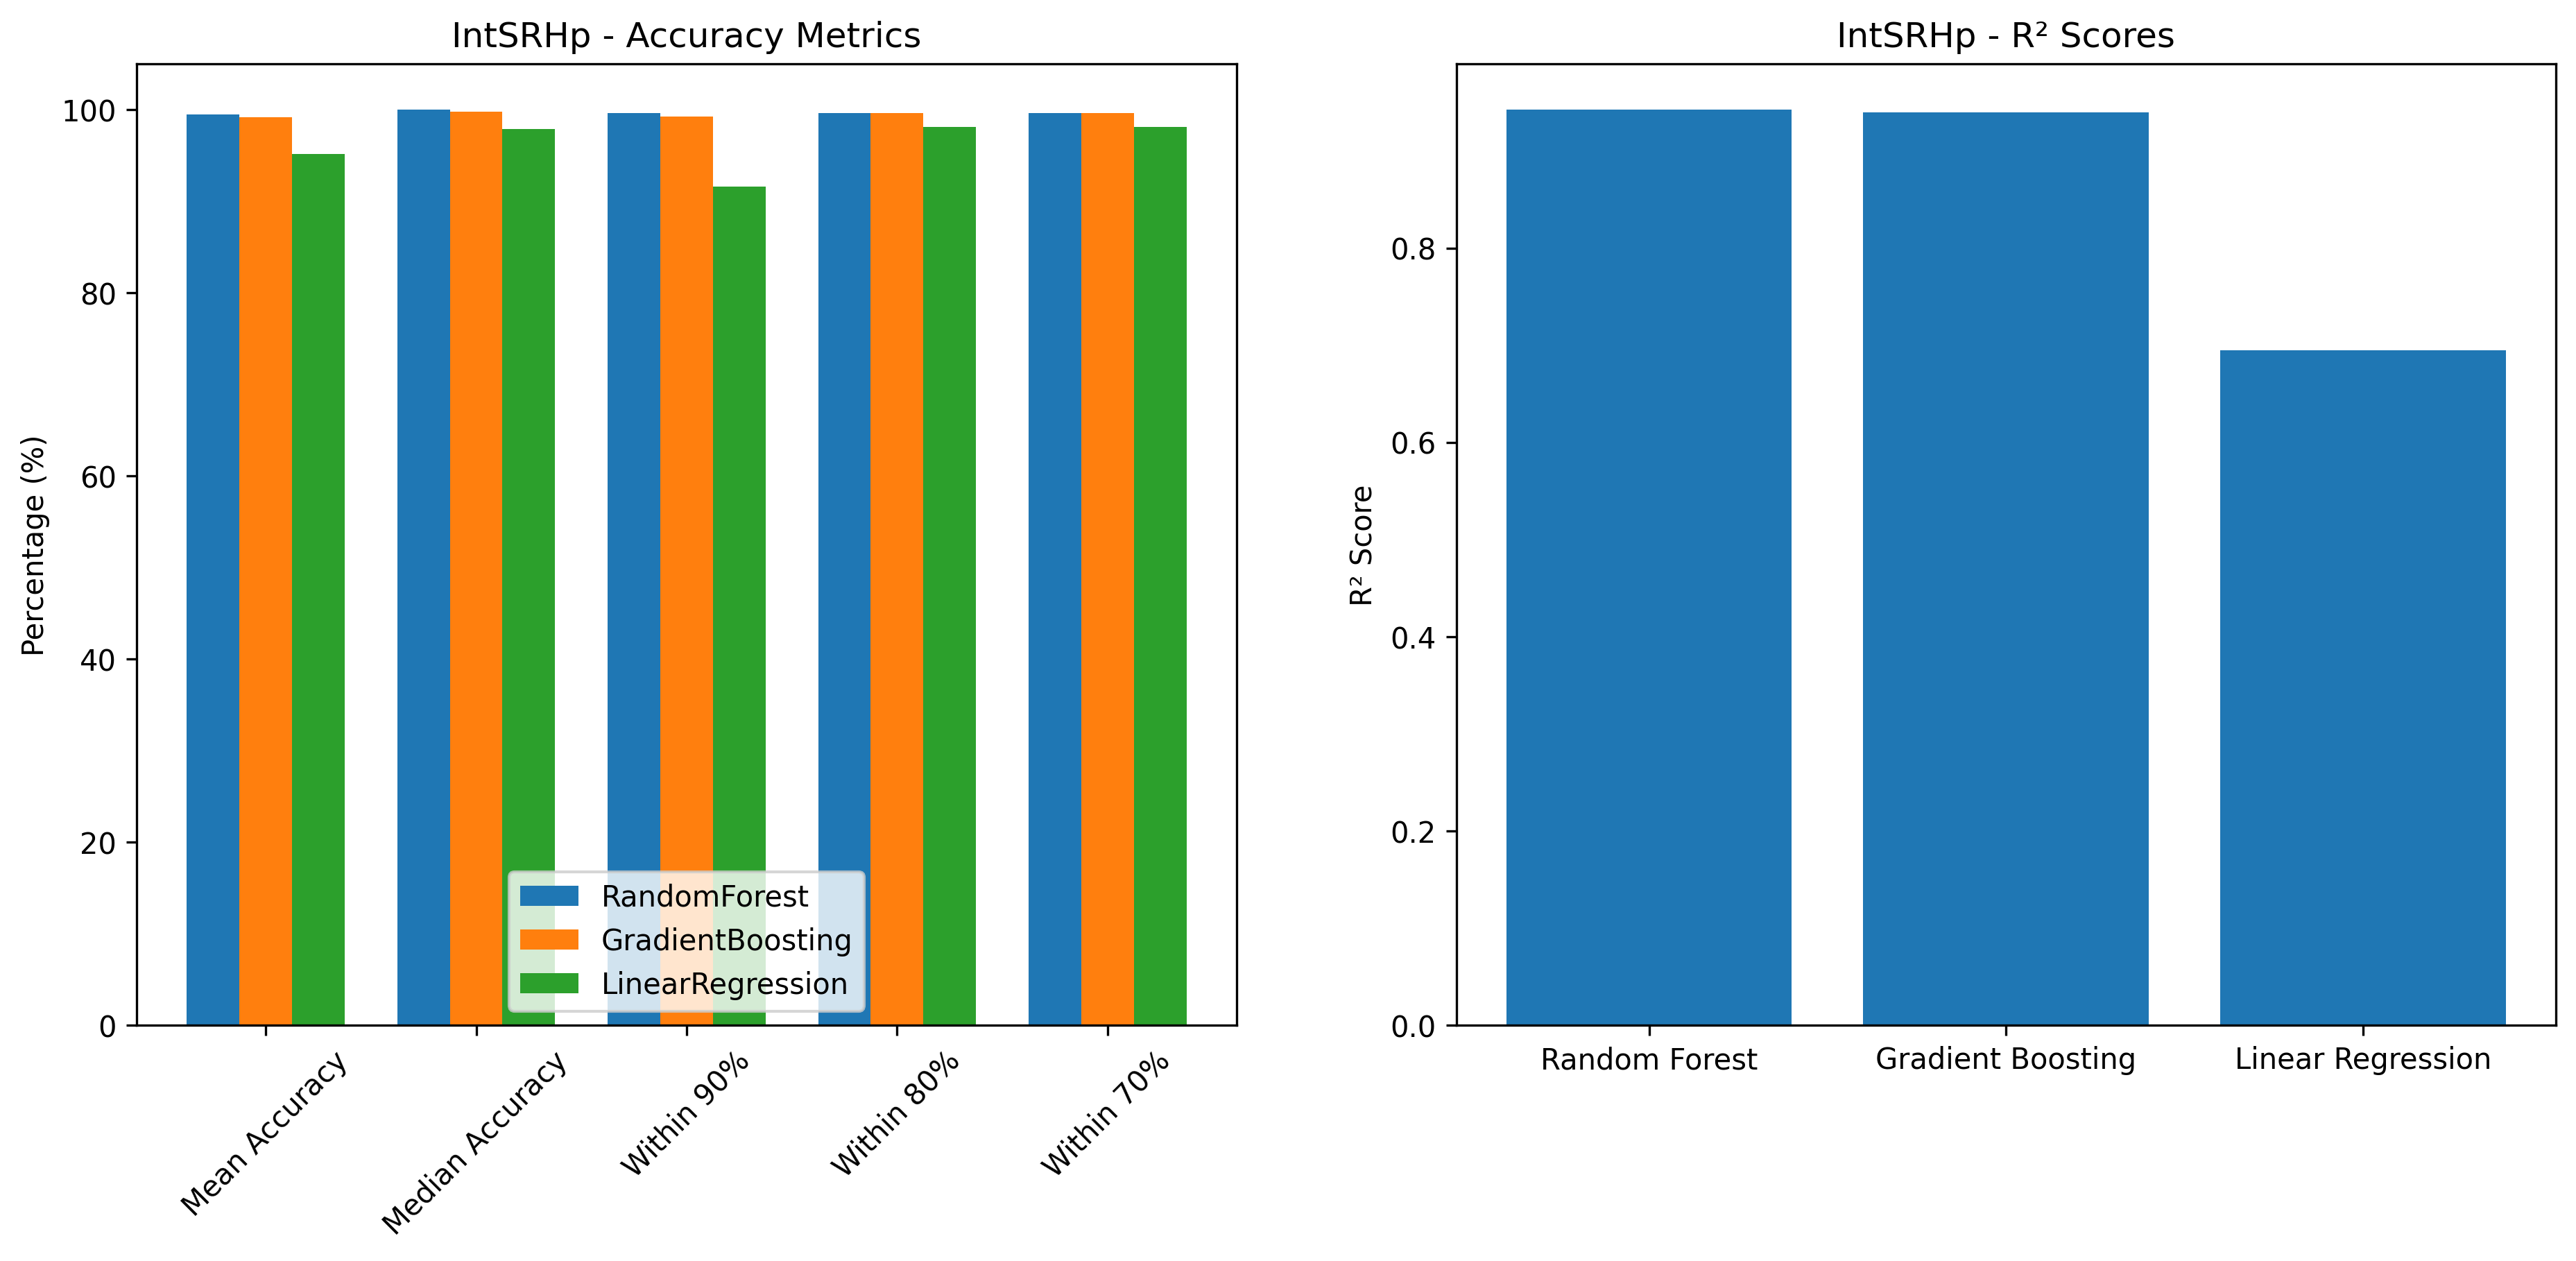 IntSRHp - Accuracy Metrics
Percentage (%)
100
80
60
40
20
0
RandomForest
GradientBoosting
LinearRegression
Mean Accuracy
Median Accuracy
Within 90%
Within 80%
Within 70%
IntSRHp - R² Scores
R² Score
0.8
0.6
0.4
0.2
0.0
Random Forest
Gradient Boosting
Linear Regression